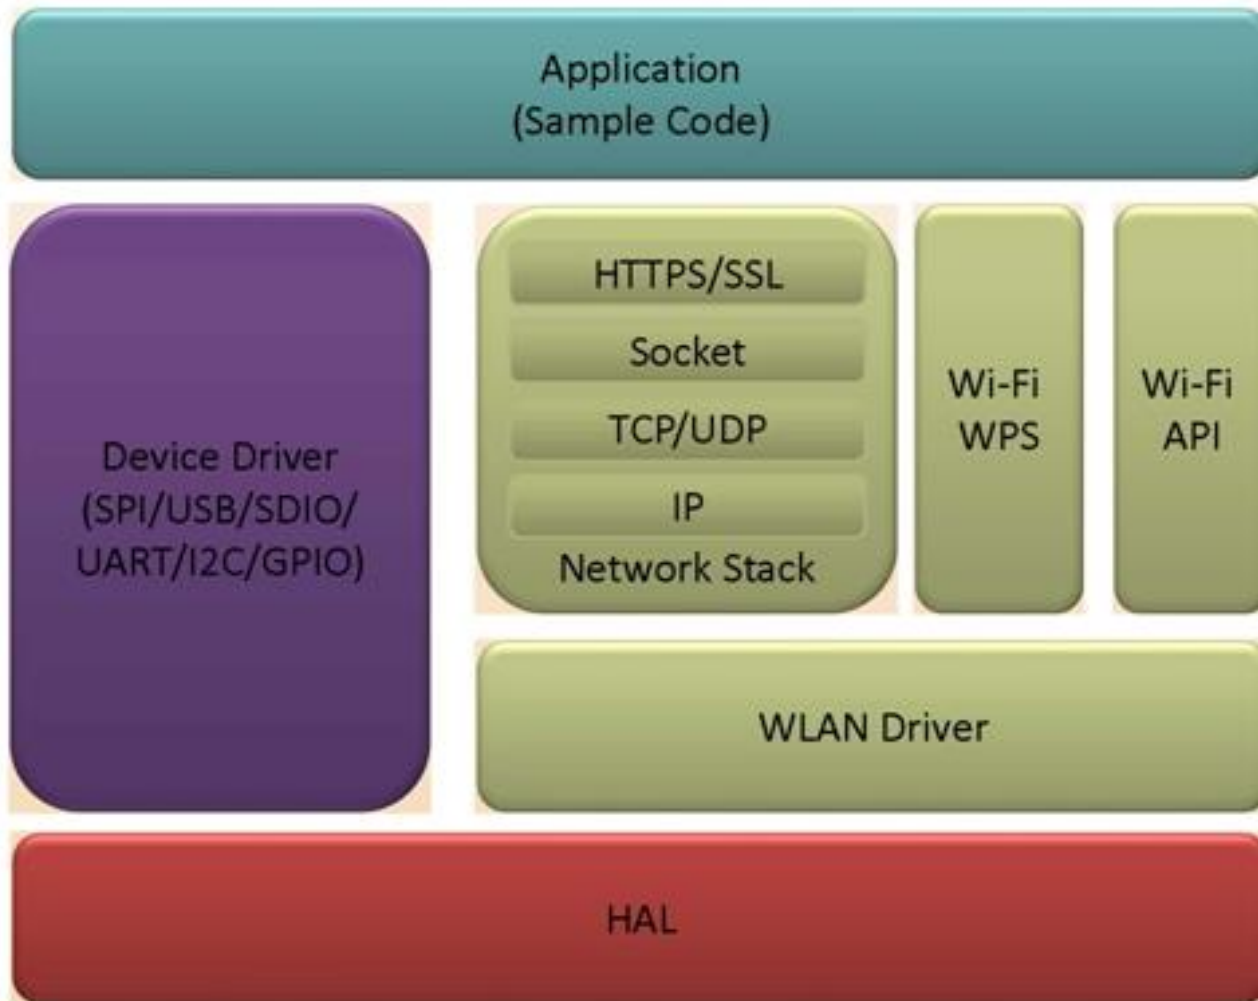 Application
(Sample Code)
Device Driver
(SPI/USB/SDIO/
UART/I2C/GPIO)
HTTPS/SSL
Socket
TCP/UDP
IP
Network Stack
Wi-Fi
WPS
Wi-Fi
API
WLAN Driver
HAL